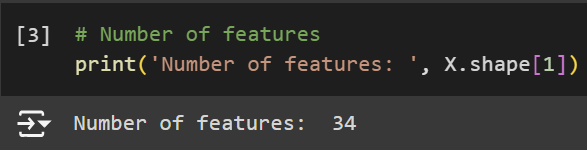 [3] # Number of features
print('Number of features: ', X.shape[1])
Number of features:  34